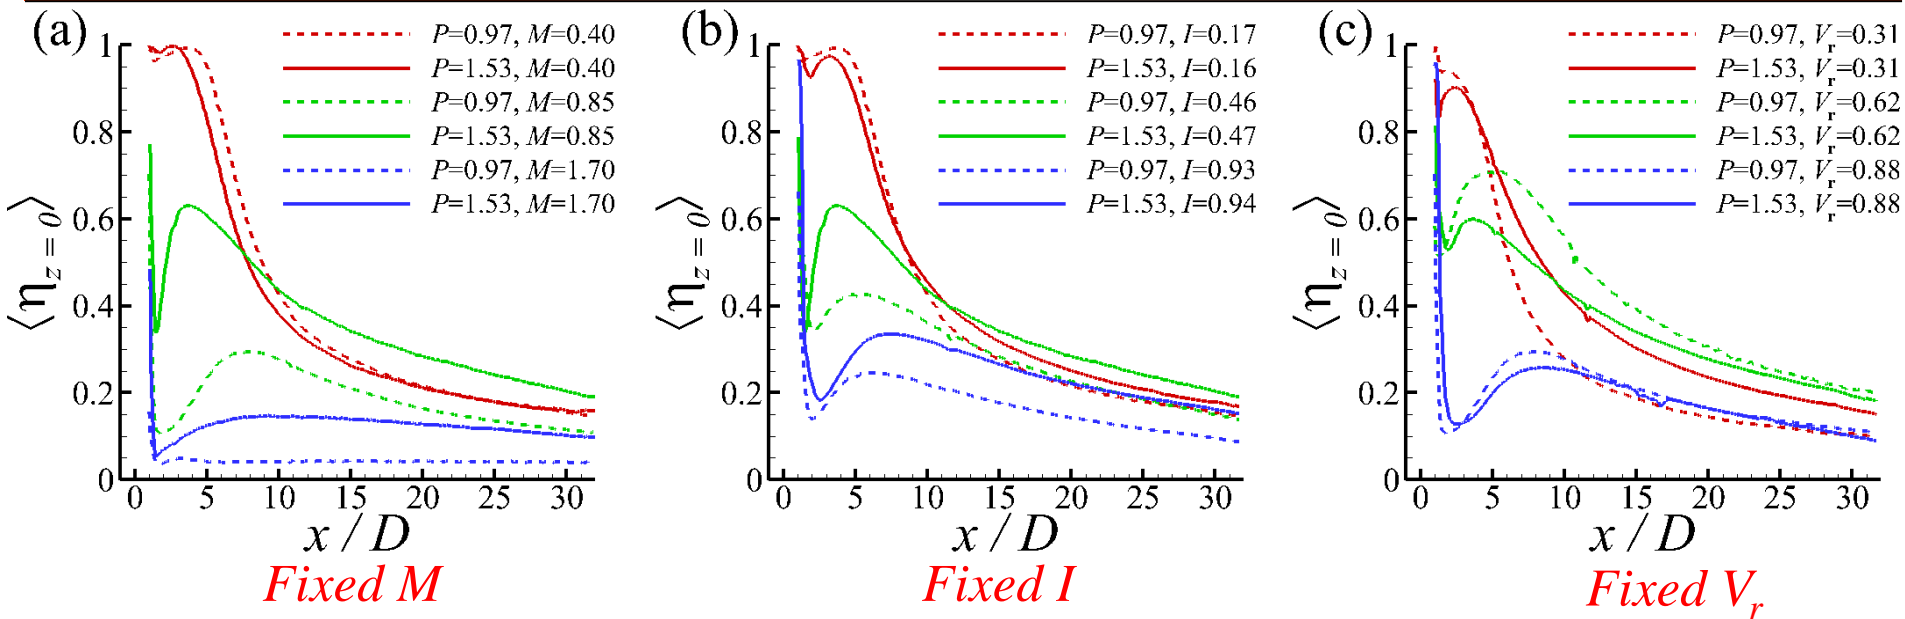 (a)
P=0.97, M=0.40
P=1.53, M=0.40
P=0.97, M=0.85
P=1.53, M=0.85
P=0.97, M=1.70
P=1.53, M=1.70
1
0.8
0.6
0.4
0.2
0
⟨η_z = 0⟩
0 5 10 15 20 25 30
x / D
Fixed M
(b)
P=0.97, I=0.17
P=1.53, I=0.16
P=0.97, I=0.46
P=1.53, I=0.47
P=0.97, I=0.93
P=1.53, I=0.94
1
0.8
0.6
0.4
0.2
0
⟨η_z = 0⟩
0 5 10 15 20 25 30
x / D
Fixed I
(c)
P=0.97, V_r=0.31
P=1.53, V_r=0.31
P=0.97, V_r=0.62
P=1.53, V_r=0.62
P=0.97, V_r=0.88
P=1.53, V_r=0.88
1
0.8
0.6
0.4
0.2
0
⟨η_z = 0⟩
0 5 10 15 20 25 30
x / D
Fixed V_r